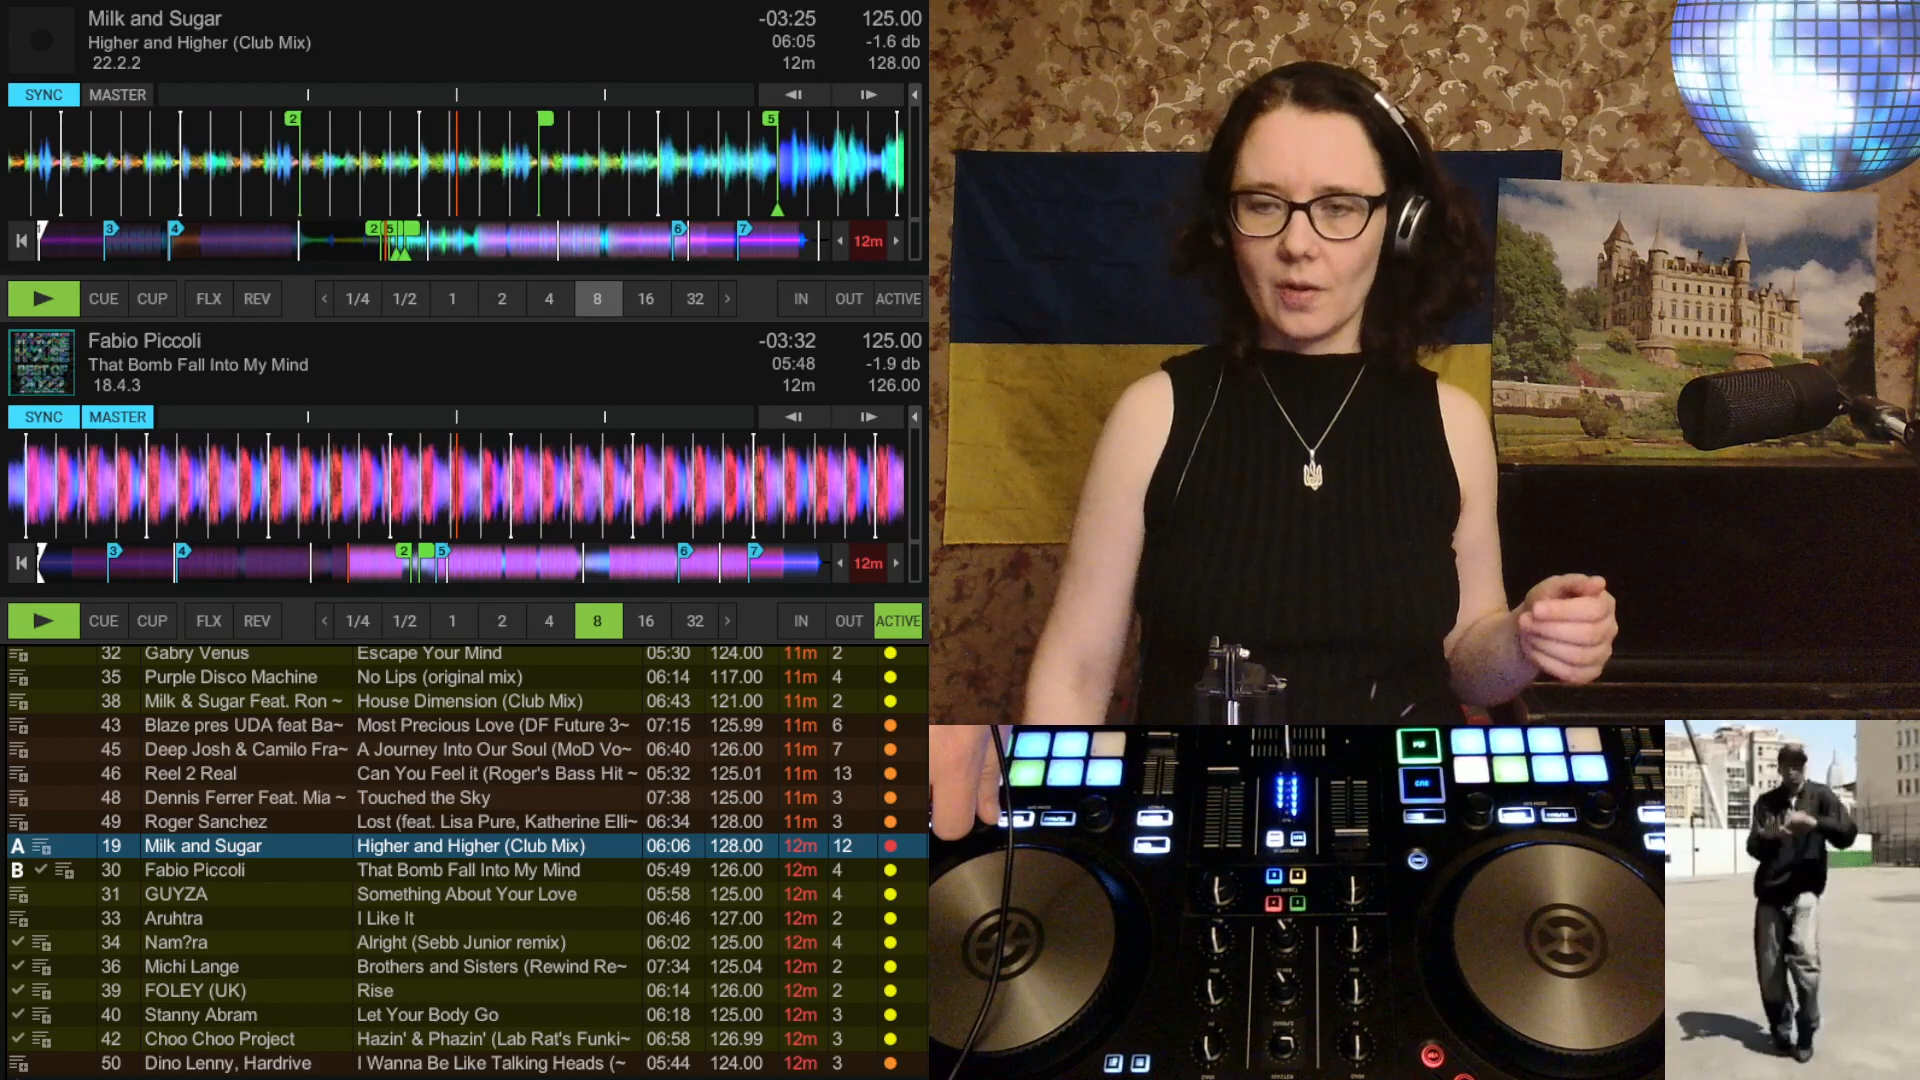 Milk and Sugar -03:25 125.00
Higher and Higher (Club Mix) 06:05 -1.6 db
22.2.2 12m 128.00
SYNC MASTER
2 5
3 4 2 5 6 7 12m
CUE CUP FLX REV 1/4 1/2 1 2 4 8 16 32 IN OUT ACTIVE
Fabio Piccoli -03:32 125.00
That Bomb Fall Into My Mind 05:48 -1.9 db
18.4.3 12m 126.00
SYNC MASTER
3 4 2 5 6 7 12m
CUE CUP FLX REV 1/4 1/2 1 2 4 8 16 32 IN OUT ACTIVE
32 Gabry Venus Escape Your Mind 05:30 124.00 11m 2
35 Purple Disco Machine No Lips (original mix) 06:14 117.00 11m 4
38 Milk & Sugar Feat. Ron ~ House Dimension (Club Mix) 06:43 121.00 11m 2
43 Blaze pres UDA feat Ba~ Most Precious Love (DF Future 3~ 07:15 125.99 11m 6
45 Deep Josh & Camilo Fra~ A Journey Into Our Soul (MoD Vo~ 06:40 126.00 11m 7
46 Reel 2 Real Can You Feel it (Roger's Bass Hit ~ 05:32 125.01 11m 13
48 Dennis Ferrer Feat. Mia ~ Touched the Sky 07:38 125.00 11m 3
49 Roger Sanchez Lost (feat. Lisa Pure, Katherine Elli~ 06:34 128.00 11m 3
A 19 Milk and Sugar Higher and Higher (Club Mix) 06:06 128.00 12m 12
B 30 Fabio Piccoli That Bomb Fall Into My Mind 05:49 126.00 12m 4
31 GUYZA Something About Your Love 05:58 125.00 12m 3
33 Aruhtra I Like It 06:46 127.00 12m 2
34 Nam?ra Alright (Sebb Junior remix) 06:02 125.00 12m 4
36 Michi Lange Brothers and Sisters (Rewind Re~ 07:34 125.04 12m 2
39 FOLEY (UK) Rise 06:14 126.00 12m 2
40 Stanny Abram Let Your Body Go 06:18 125.00 12m 3
42 Choo Choo Project Hazin' & Phazin' (Lab Rat's Funki~ 06:58 126.99 12m 3
50 Dino Lenny, Hardrive I Wanna Be Like Talking Heads (~ 05:44 124.00 12m 3